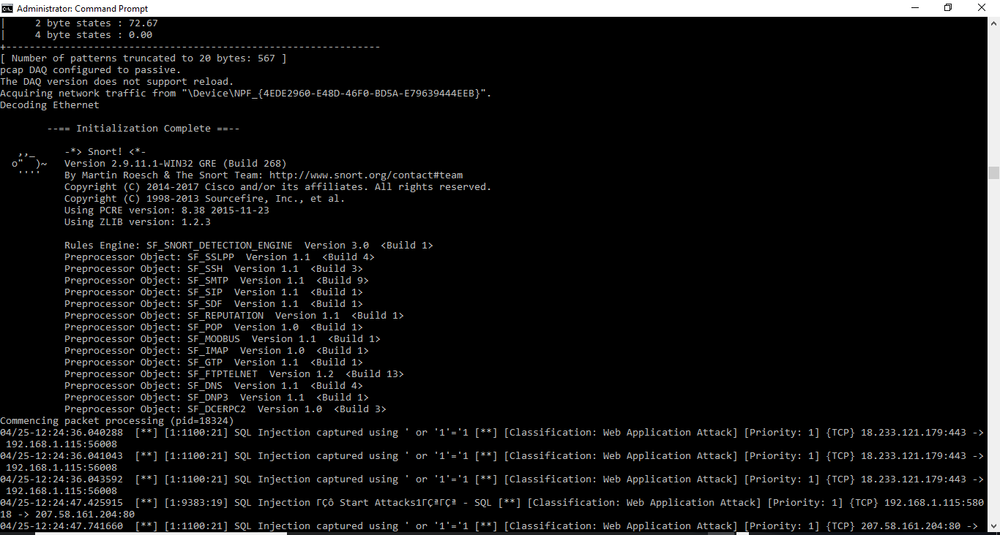 Administrator: Command Prompt
|     2 byte states : 72.67
|     4 byte states : 0.00
+----------------------------------------------------------------
[ Number of patterns truncated to 20 bytes: 567 ]
pcap DAQ configured to passive.
The DAQ version does not support reload.
Acquiring network traffic from "\Device\NPF_{4EDE2960-E48D-46F0-BD5A-E79639444EEB}".
Decoding Ethernet
        --== Initialization Complete ==--
   ,,_     -*> Snort! <*-
  o"  )~   Version 2.9.11.1-WIN32 GRE (Build 268)
   ''''    By Martin Roesch & The Snort Team: http://www.snort.org/contact#team
           Copyright (C) 2014-2017 Cisco and/or its affiliates. All rights reserved.
           Copyright (C) 1998-2013 Sourcefire, Inc., et al.
           Using PCRE version: 8.38 2015-11-23
           Using ZLIB version: 1.2.3
           Rules Engine: SF_SNORT_DETECTION_ENGINE  Version 3.0  <Build 1>
           Preprocessor Object: SF_SSLPP  Version 1.1  <Build 4>
           Preprocessor Object: SF_SSH  Version 1.1  <Build 3>
           Preprocessor Object: SF_SMTP  Version 1.1  <Build 9>
           Preprocessor Object: SF_SIP  Version 1.1  <Build 1>
           Preprocessor Object: SF_SDF  Version 1.1  <Build 1>
           Preprocessor Object: SF_REPUTATION  Version 1.1  <Build 1>
           Preprocessor Object: SF_POP  Version 1.0  <Build 1>
           Preprocessor Object: SF_MODBUS  Version 1.1  <Build 1>
           Preprocessor Object: SF_IMAP  Version 1.0  <Build 1>
           Preprocessor Object: SF_GTP  Version 1.1  <Build 1>
           Preprocessor Object: SF_FTPTELNET  Version 1.2  <Build 13>
           Preprocessor Object: SF_DNS  Version 1.1  <Build 4>
           Preprocessor Object: SF_DNP3  Version 1.1  <Build 1>
           Preprocessor Object: SF_DCERPC2  Version 1.0  <Build 3>
Commencing packet processing (pid=18324)
04/25-12:24:36.040288  [**] [1:1100:21] SQL Injection captured using ' or '1'='1 [**] [Classification: Web Application Attack] [Priority: 1] {TCP} 18.233.121.179:443 ->
 192.168.1.115:56008
04/25-12:24:36.041043  [**] [1:1100:21] SQL Injection captured using ' or '1'='1 [**] [Classification: Web Application Attack] [Priority: 1] {TCP} 18.233.121.179:443 ->
 192.168.1.115:56008
04/25-12:24:36.043592  [**] [1:1100:21] SQL Injection captured using ' or '1'='1 [**] [Classification: Web Application Attack] [Priority: 1] {TCP} 18.233.121.179:443 ->
 192.168.1.115:56008
04/25-12:24:47.425915  [**] [1:9383:19] SQL Injection ΓÇô Start Attacks1ΓÇªΓÇª - SQL [**] [Classification: Web Application Attack] [Priority: 1] {TCP} 192.168.1.115:580
18 -> 207.58.161.204:80
04/25-12:24:47.741660  [**] [1:1100:21] SQL Injection captured using ' or '1'='1 [**] [Classification: Web Application Attack] [Priority: 1] {TCP} 207.58.161.204:80 ->